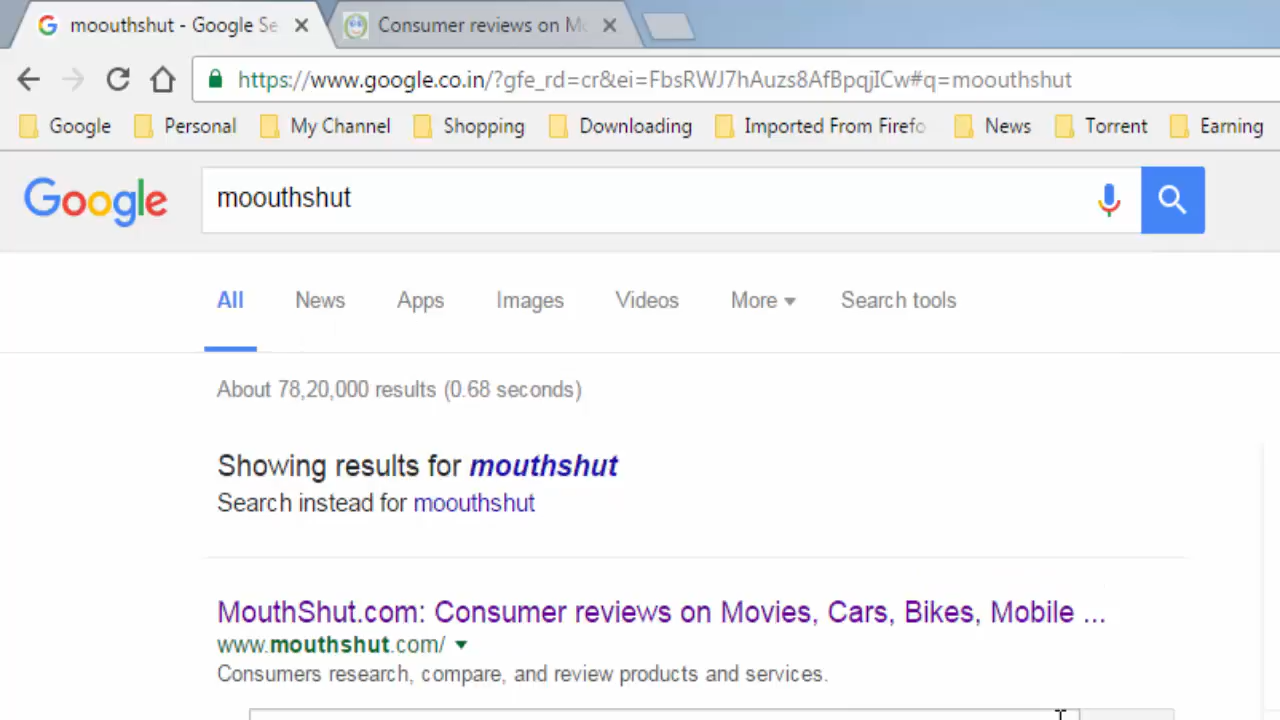 moouthshut - Google Se
Consumer reviews on Mo
https://www.google.co.in/?gfe_rd=cr&ei=FbsRWJ7hAuzs8AfBpqjICw#q=moouthshut
Google Personal My Channel Shopping Downloading Imported From Firefo News Torrent Earning
Google moouthshut
All News Apps Images Videos More Search tools
About 78,20,000 results (0.68 seconds)
Showing results for mouthshut
Search instead for moouthshut
MouthShut.com: Consumer reviews on Movies, Cars, Bikes, Mobile ...
www.mouthshut.com/
Consumers research, compare, and review products and services.